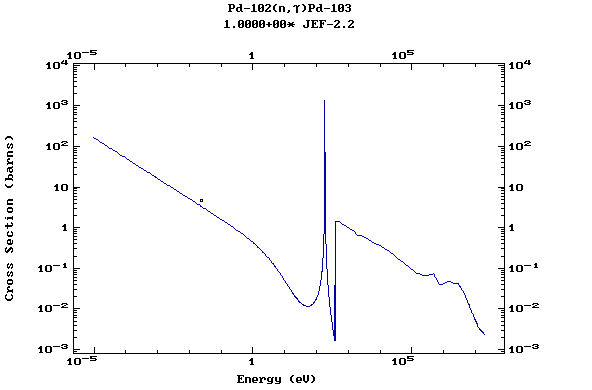 Pd-102(n,γ)Pd-103
1.0000+00* JEF-2.2
10⁻⁵ 1 10⁵
10⁴ 10⁴
10³ 10³
10² 10²
10 10
1 1
10⁻¹ 10⁻¹
10⁻² 10⁻²
10⁻³ 10⁻³
10⁻⁵ 1 10⁵
Cross Section (barns)
Energy (eV)